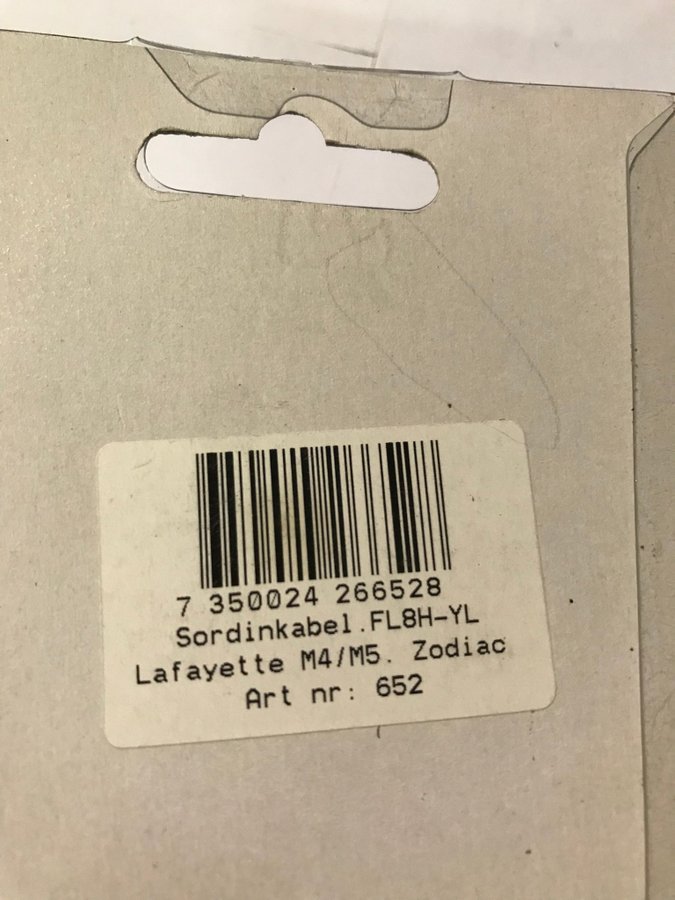 7 350024 266528
Sordinkabel.FL8H-YL
Lafayette M4/M5. Zodiac
Art nr: 652